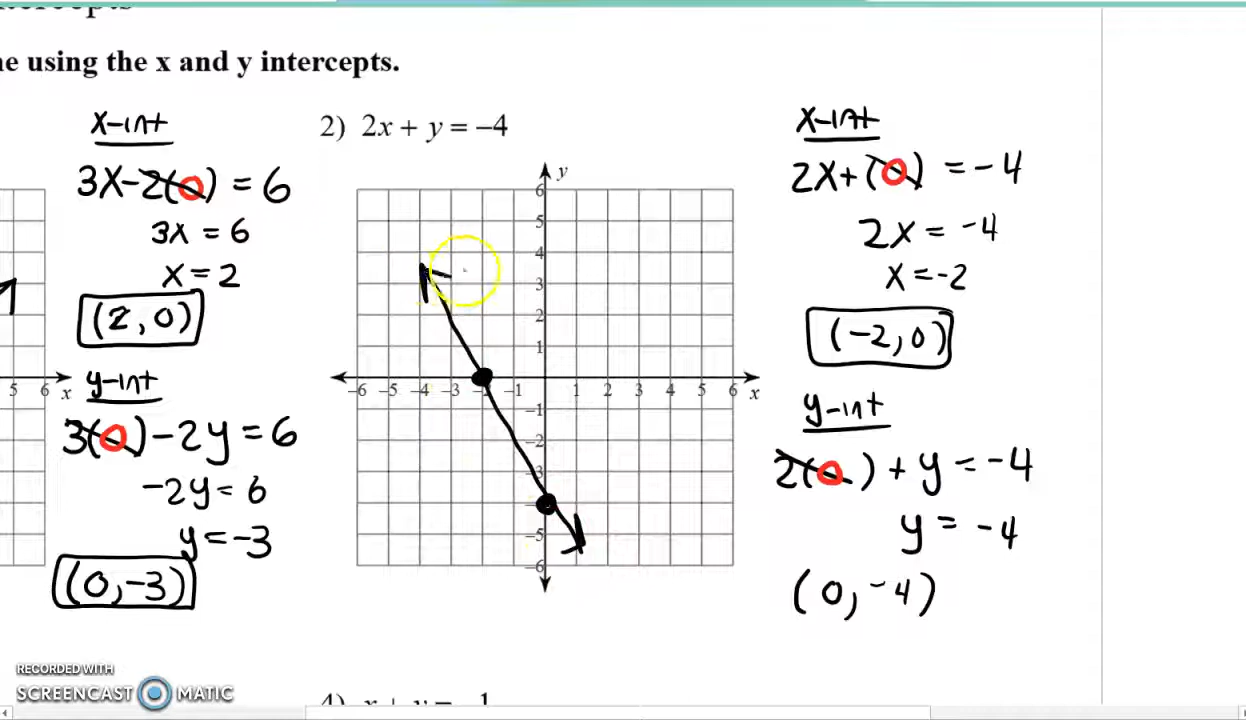 ne using the x and y intercepts.
x-int
3x-2(0) = 6
3x = 6
x = 2
(2, 0)
y-int
3(0)-2y = 6
-2y = 6
y = -3
(0, -3)
2) 2x + y = -4
y
6
5
4
3
2
1
-6 -5 -4 -3 -1 1 2 3 4 5 6 x
-1
-2
-3
-5
-6
5 6 x
x-int
2x+(0) = -4
2x = -4
x = -2
(-2, 0)
y-int
2(0) + y = -4
y = -4
(0, -4)
RECORDED WITH
SCREENCAST MATIC